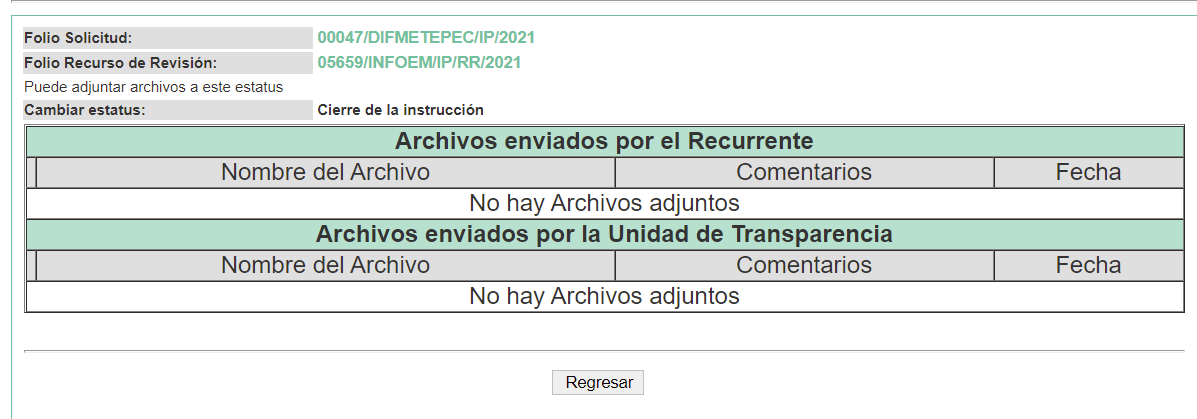 Folio Solicitud: 00047/DIFMETEPEC/IP/2021
Folio Recurso de Revisión: 05659/INFOEM/IP/RR/2021
Puede adjuntar archivos a este estatus
Cambiar estatus: Cierre de la instrucción
Archivos enviados por el Recurrente
Nombre del Archivo Comentarios Fecha
No hay Archivos adjuntos
Archivos enviados por la Unidad de Transparencia
Nombre del Archivo Comentarios Fecha
No hay Archivos adjuntos
Regresar